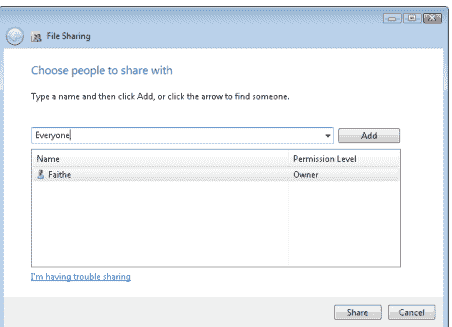 File Sharing
Choose people to share with
Type a name and then click Add, or click the arrow to find someone.
Everyone Add
Name Permission Level
Faithe Owner
I'm having trouble sharing
Share Cancel